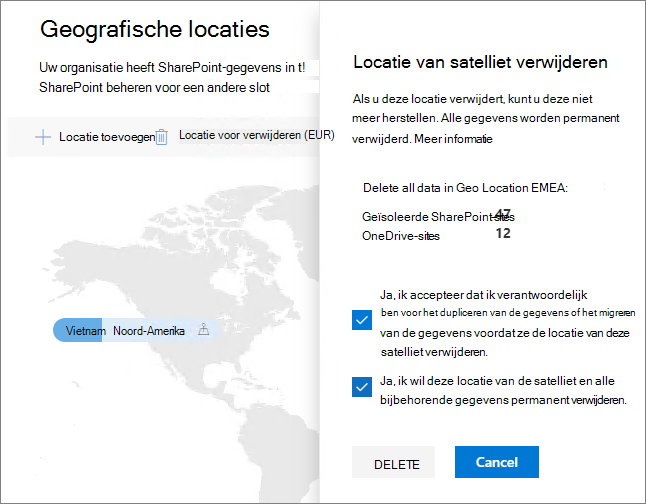 Geografische locaties
Uw organisatie heeft SharePoint-gegevens in t!
SharePoint beheren voor een andere slot
Locatie toevoegen
Locatie voor verwijderen (EUR)
Vietnam Noord-Amerika
Locatie van satelliet verwijderen
Als u deze locatie verwijdert, kunt u deze niet
meer herstellen. Alle gegevens worden permanent
verwijderd. Meer informatie
Delete all data in Geo Location EMEA:
Geïsoleerde SharePoint-sites 47
OneDrive-sites 12
Ja, ik accepteer dat ik verantwoordelijk
ben voor het dupliceren van de gegevens of het migreren
van de gegevens voordat ze de locatie van deze
satelliet verwijderen.
Ja, ik wil deze locatie van de satelliet en alle
bijbehorende gegevens permanent verwijderen.
DELETE
Cancel